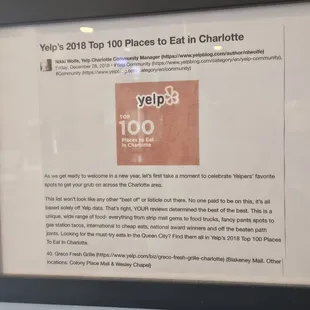 Yelp's 2018 Top 100 Places to Eat in Charlotte
Nikki Wolfe, Yelp Charlotte Community Manager (https://www.yelpblog.com/author/nlwolfe)
Friday, December 28, 2018 • #Yelp Community (https://www.yelpblog.com/category/en/yelp-community),
#Community (https://www.yelp category/en/community)
yelp
TOP
100
Places to Eat
in Charlotte
As we get ready to welcome in a new year, let's first take a moment to celebrate Yelpers' favorite
spots to get your grub on across the Charlotte area.
This list won't look like any other "best of" or listicle out there. No one paid to be on this, it's all
based solely off Yelp data. That's right, YOUR reviews determined the best of the best. This is a
unique, wide range of food- everything from strip mall gems to food trucks, fancy pants spots to
gas station tacos, international to cheap eats, national award winners and off the beaten path
joints. Looking for the must try eats in the Queen City? Find them all in Yelp's 2018 Top 100 Places
To Eat In Charlotte.
40. Greco Fresh Grille (https://www.yelp.com/biz/greco-fresh-grille-charlotte) (Blakeney Mall. Other
locations: Colony Place Mall & Wesley Chapel)